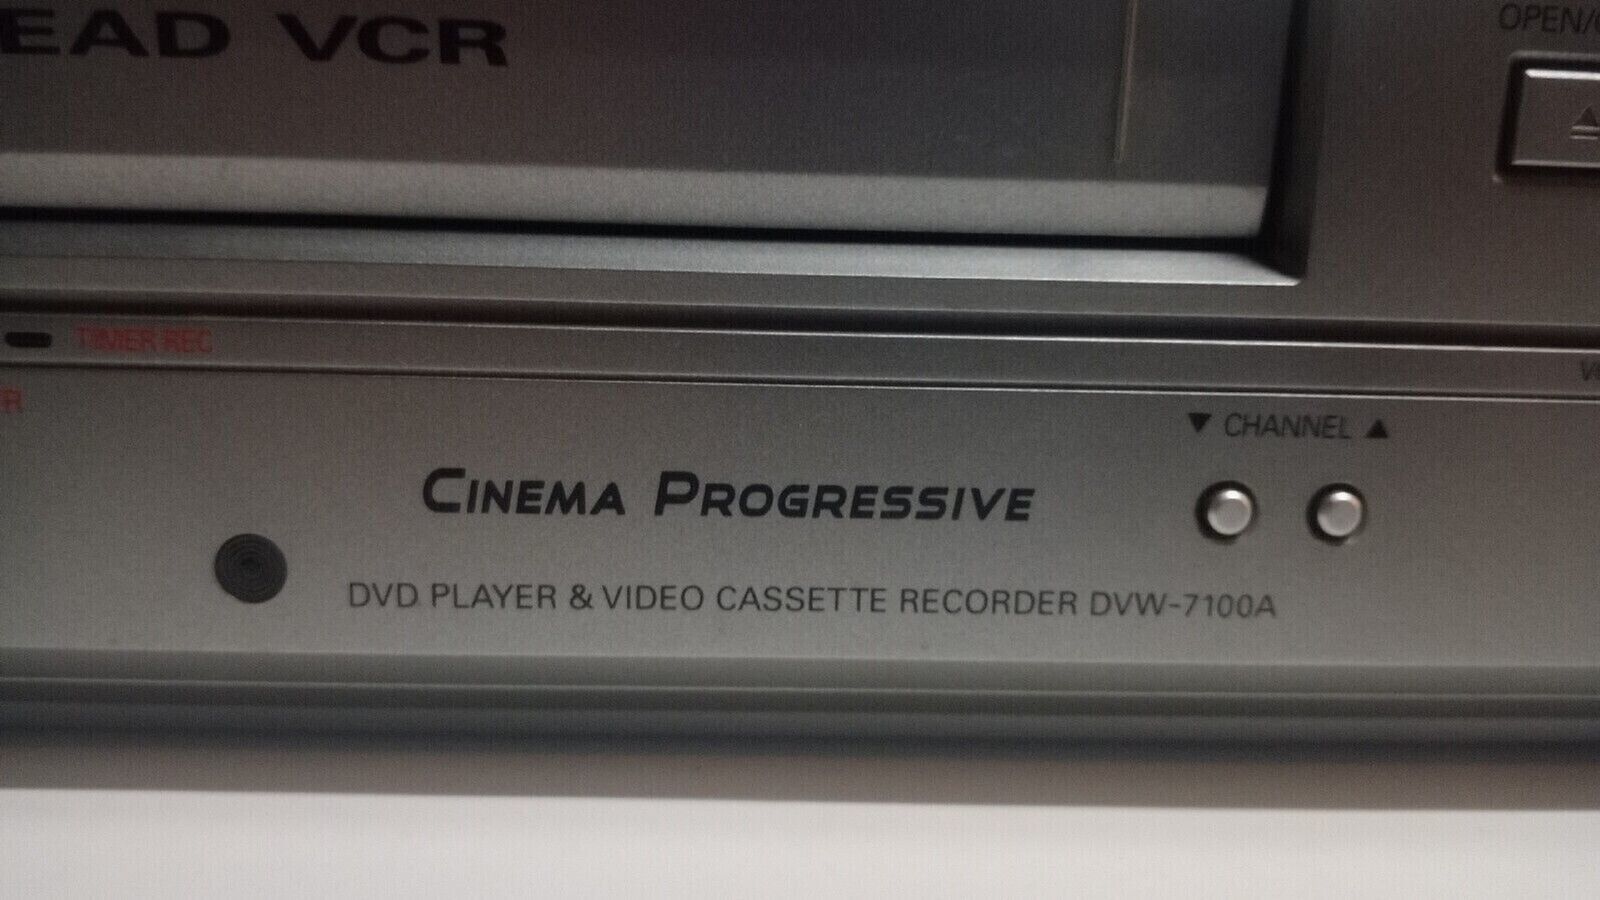 EAD VCR
OPEN/
TIMER REC
R
▼ CHANNEL ▲
CINEMA PROGRESSIVE
DVD PLAYER & VIDEO CASSETTE RECORDER DVW-7100A